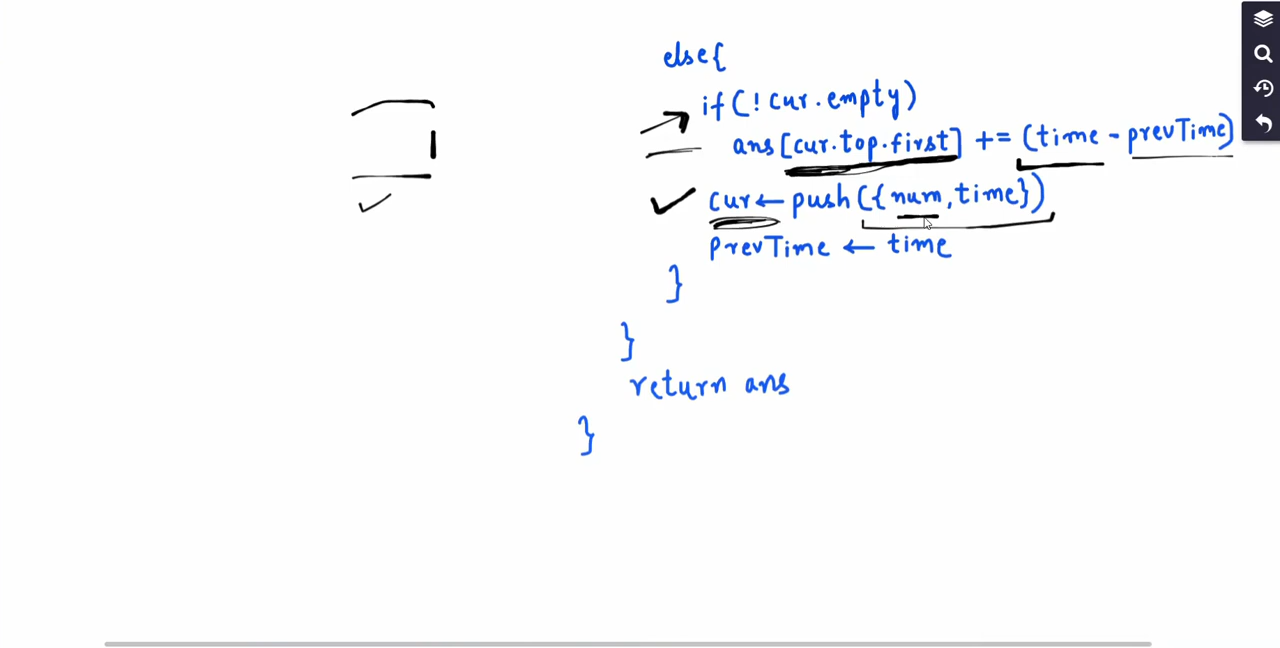 else{
if(! cur.empty)
ans[cur.top.first] += (time - prevTime)
cur ← push({num,time})
PrevTime ← time
}
}
return ans
}